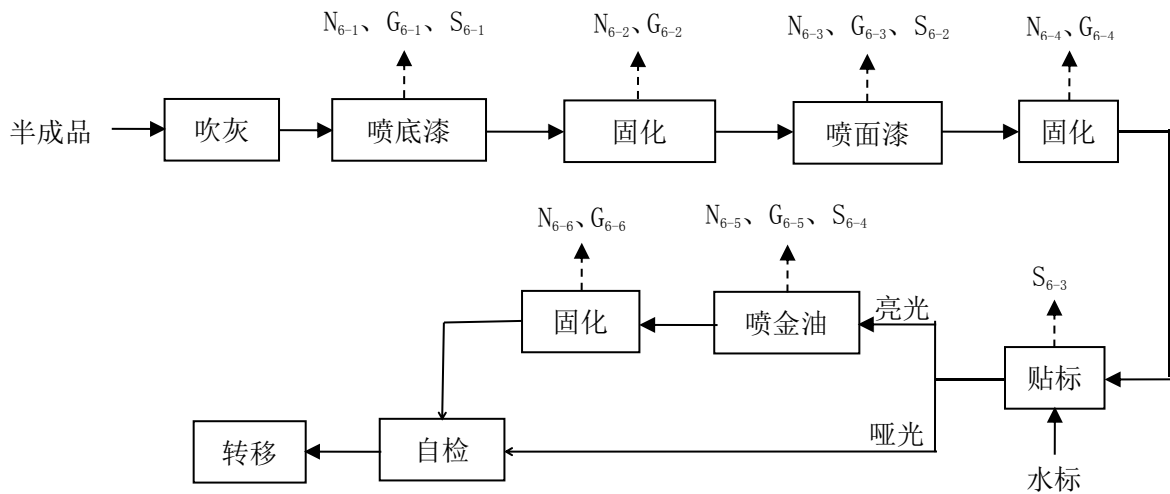 N6-1、G6-1、S6-1
N6-2、G6-2
N6-3、G6-3、S6-2
N6-4、G6-4
半成品
吹灰
喷底漆
固化
喷面漆
固化
N6-6、G6-6
N6-5、G6-5、S6-4
S6-3
固化
喷金油
亮光
贴标
转移
自检
哑光
水标